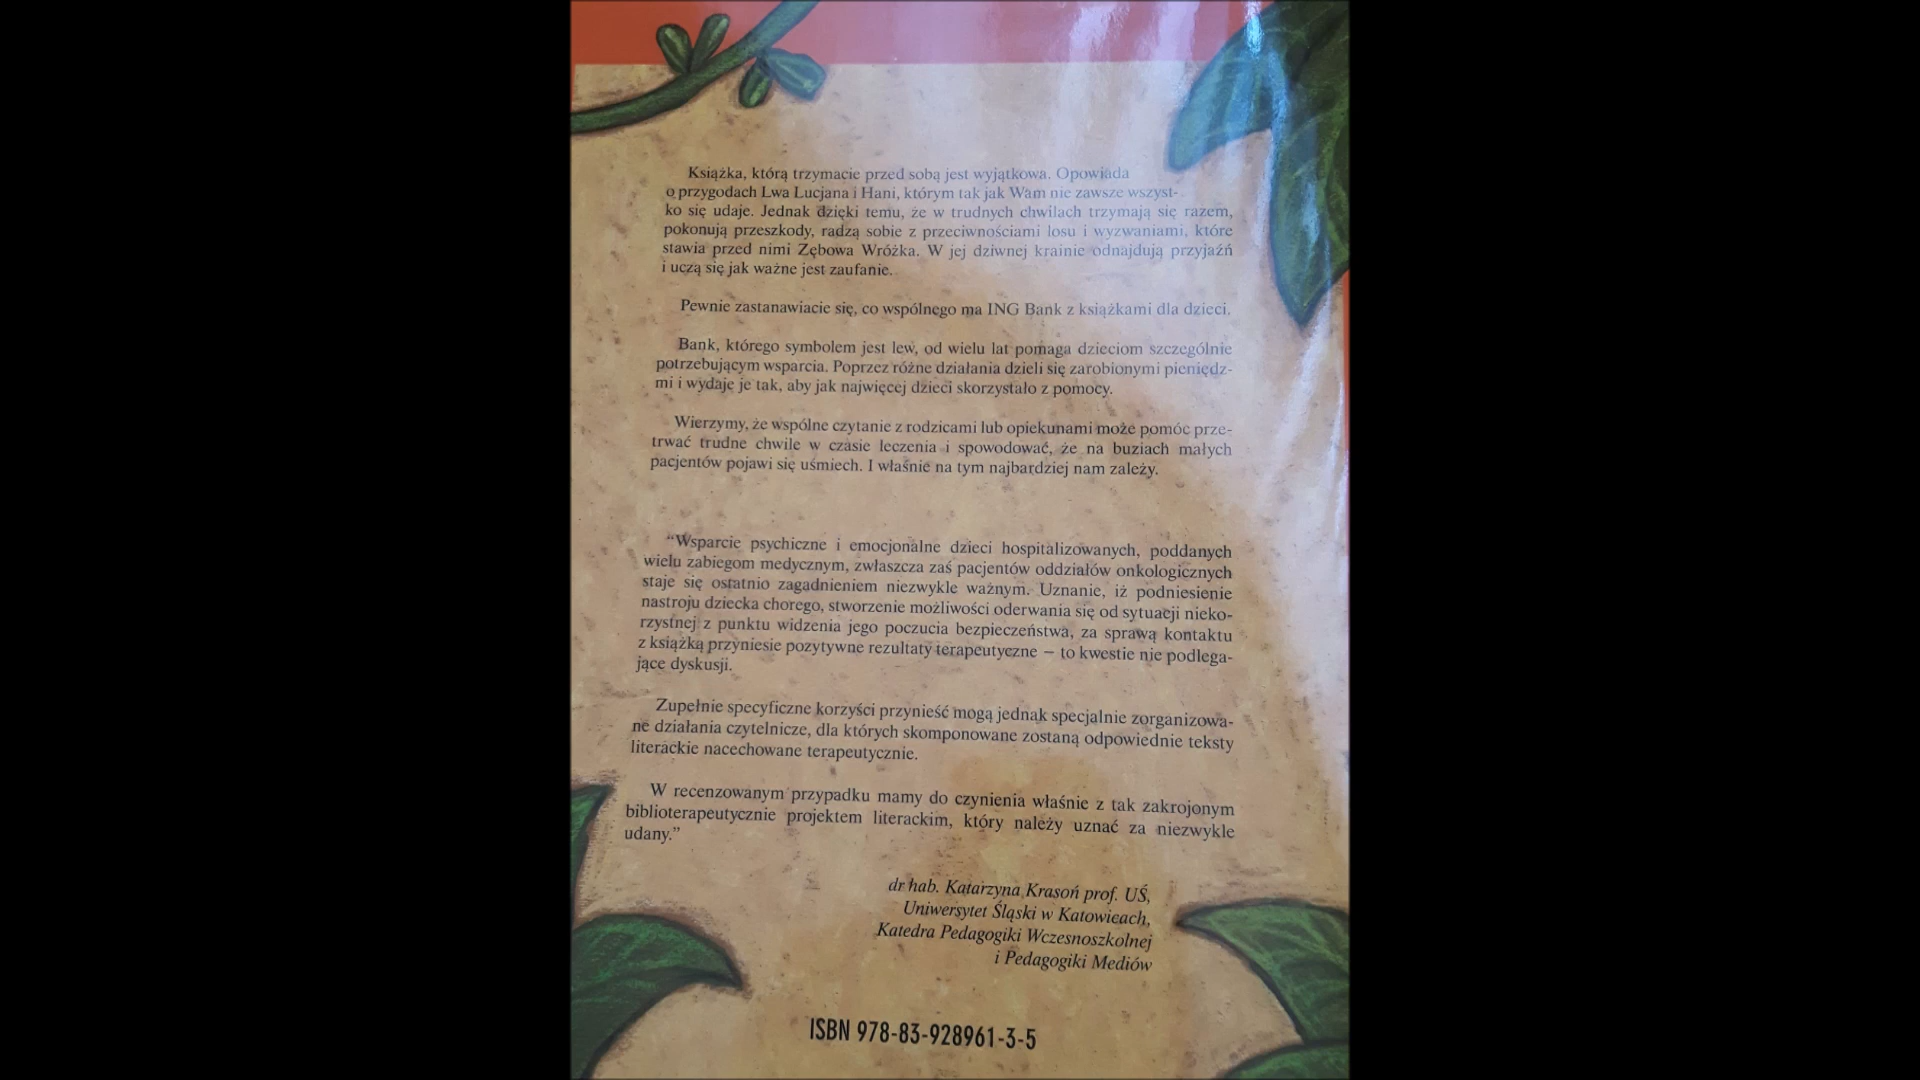 Książka, którą trzymacie przed sobą jest wyjątkowa. Opowiada
o przygodach Lwa Lucjana i Hani, którym tak jak Wam nie zawsze wszyst-
ko się udaje. Jednak dzięki temu, że w trudnych chwilach trzymają się razem,
pokonują przeszkody, radzą sobie z przeciwnościami losu i wyzwaniami, które
stawia przed nimi Zębowa Wróżka. W jej dziwnej krainie odnajdują przyjaźń
i uczą się jak ważne jest zaufanie.
Pewnie zastanawiacie się, co wspólnego ma ING Bank z książkami dla dzieci.
Bank, którego symbolem jest lew, od wielu lat pomaga dzieciom szczególnie
potrzebującym wsparcia. Poprzez różne działania dzieli się zarobionymi pieniędz-
mi i wydaje je tak, aby jak najwięcej dzieci skorzystało z pomocy.
Wierzymy, że wspólne czytanie z rodzicami lub opiekunami może pomóc prze-
trwać trudne chwile w czasie leczenia i spowodować, że na buziach małych
pacjentów pojawi się uśmiech. I właśnie na tym najbardziej nam zależy.
“Wsparcie psychiczne i emocjonalne dzieci hospitalizowanych, poddanych
wielu zabiegom medycznym, zwłaszcza zaś pacjentów oddziałów onkologicznych
staje się ostatnio zagadnieniem niezwykle ważnym. Uznanie, iż podniesienie
nastroju dziecka chorego, stworzenie możliwości oderwania się od sytuacji nieko-
rzystnej z punktu widzenia jego poczucia bezpieczeństwa, za sprawą kontaktu
z książką przyniesie pozytywne rezultaty terapeutyczne – to kwestie nie podlega-
jące dyskusji.
Zupełnie specyficzne korzyści przynieść mogą jednak specjalnie zorganizowa-
ne działania czytelnicze, dla których skomponowane zostaną odpowiednie teksty
literackie nacechowane terapeutycznie.
W recenzowanym przypadku mamy do czynienia właśnie z tak zakrojonym
biblioterapeutycznie projektem literackim, który należy uznać za niezwykle
udany.”
dr hab. Katarzyna Krasoń prof. UŚ,
Uniwersytet Śląski w Katowicach,
Katedra Pedagogiki Wczesnoszkolnej
i Pedagogiki Mediów
ISBN 978-83-928961-3-5